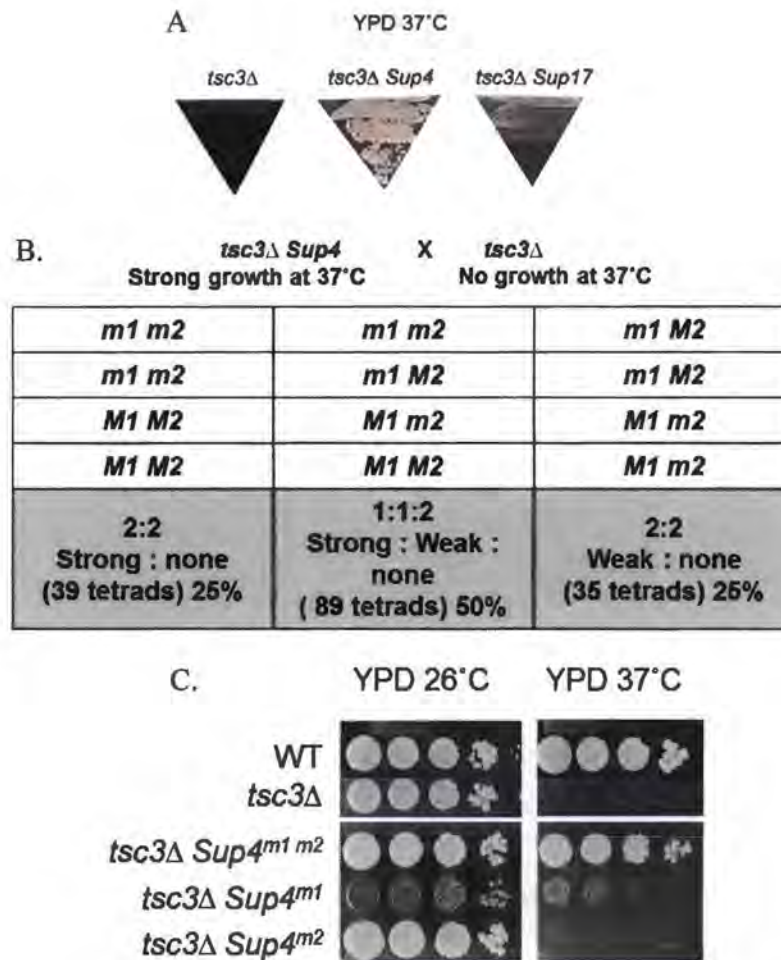 A
YPD 37°C
tsc3Δ
tsc3Δ Sup4
tsc3Δ Sup17
B.
tsc3Δ Sup4 X tsc3Δ
Strong growth at 37°C No growth at 37°C
m1 m2 m1 m2 m1 M2
m1 m2 m1 M2 m1 M2
M1 M2 M1 m2 M1 m2
M1 M2 M1 M2 M1 m2
2:2
Strong : none
(39 tetrads) 25%
1:1:2
Strong : Weak :
none
( 89 tetrads) 50%
2:2
Weak : none
(35 tetrads) 25%
C.
YPD 26°C YPD 37°C
WT
tsc3Δ
tsc3Δ Sup4m1 m2
tsc3Δ Sup4m1
tsc3Δ Sup4m2